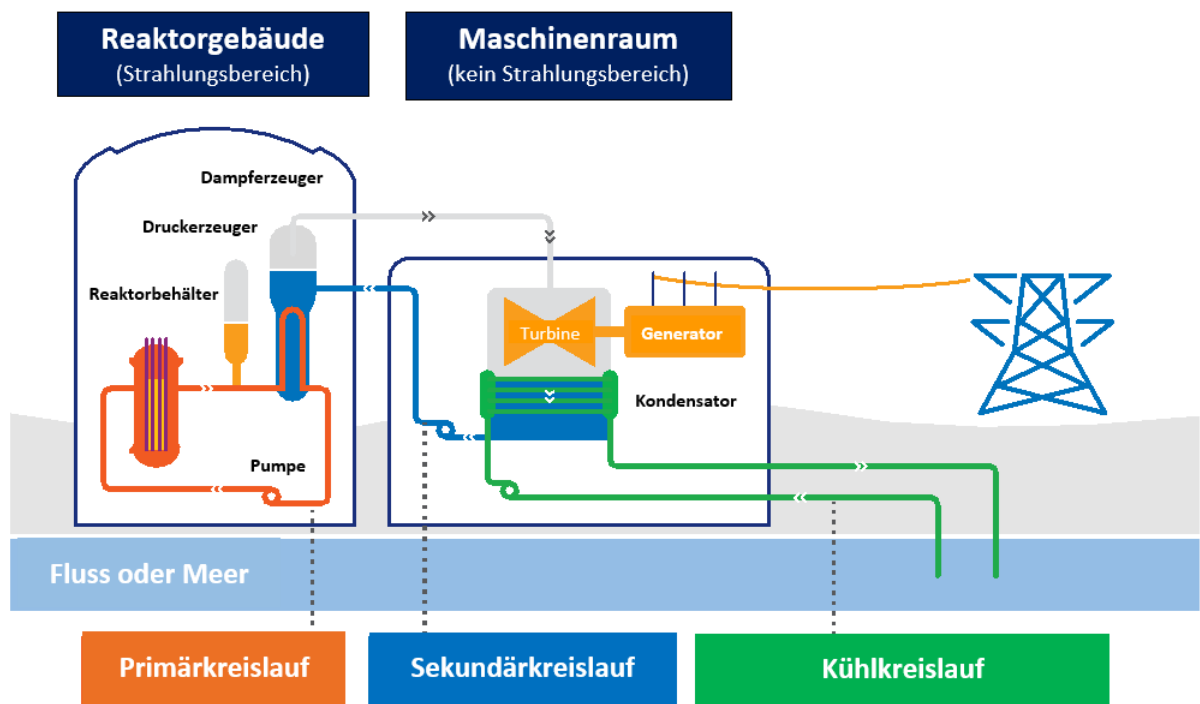 Reaktorgebäude
(Strahlungsbereich)
Maschinenraum
(kein Strahlungsbereich)
Dampferzeuger
Druckerzeuger
Reaktorbehälter
Turbine
Generator
Kondensator
Pumpe
Fluss oder Meer
Primärkreislauf
Sekundärkreislauf
Kühlkreislauf